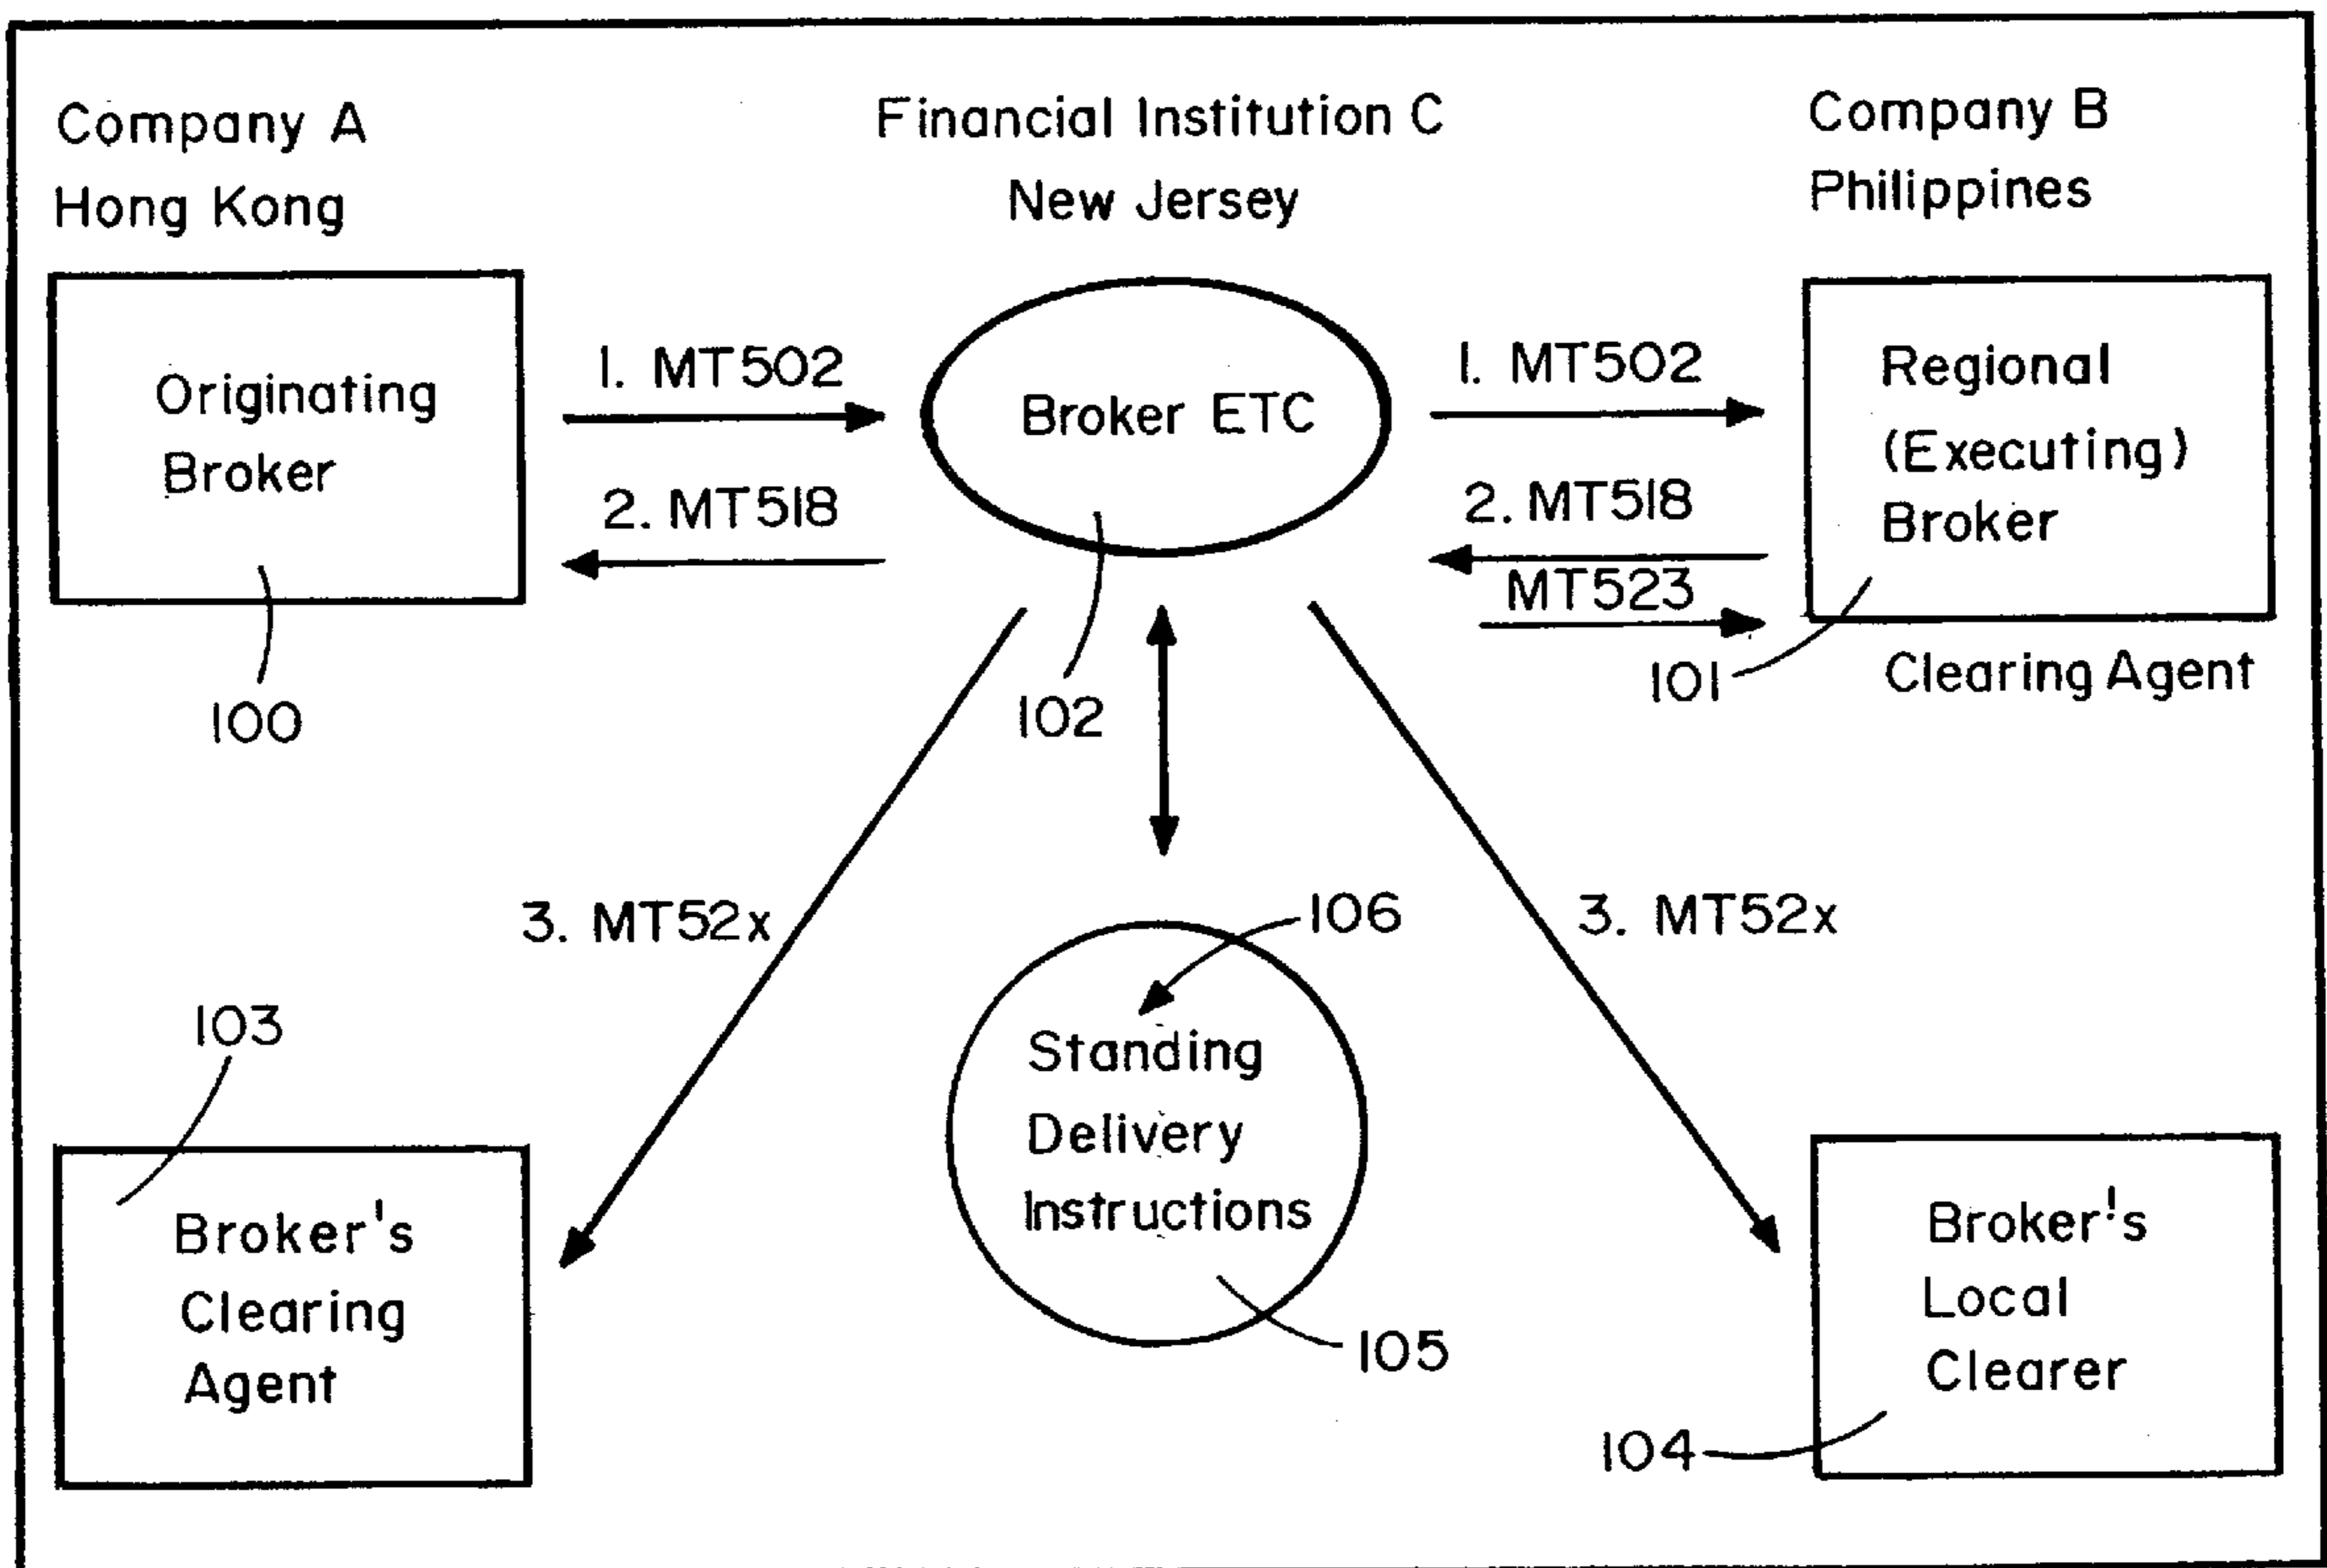 Company A
Hong Kong
Financial Institution C
New Jersey
Company B
Philippines
Originating
Broker
1. MT502
2. MT518
Broker ETC
1. MT502
2. MT518
MT523
Regional
(Executing)
Broker
100
102
101
Clearing Agent
3. MT52x
3. MT52x
106
103
Standing
Delivery
Instructions
105
Broker's
Clearing
Agent
Broker's
Local
Clearer
104